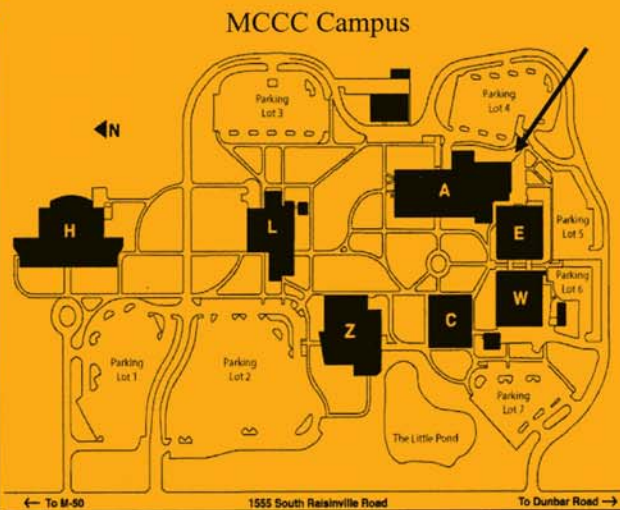 MCCC Campus
Parking
Lot 3
Parking
Lot 4
N
A
H
L
E
Parking
Lot 5
W
Parking
Lot 6
Z
C
Parking
Lot 1
Parking
Lot 2
Parking
Lot 7
The Little Pond
← To M-50
1555 South Raisinville Road
To Dunbar Road →